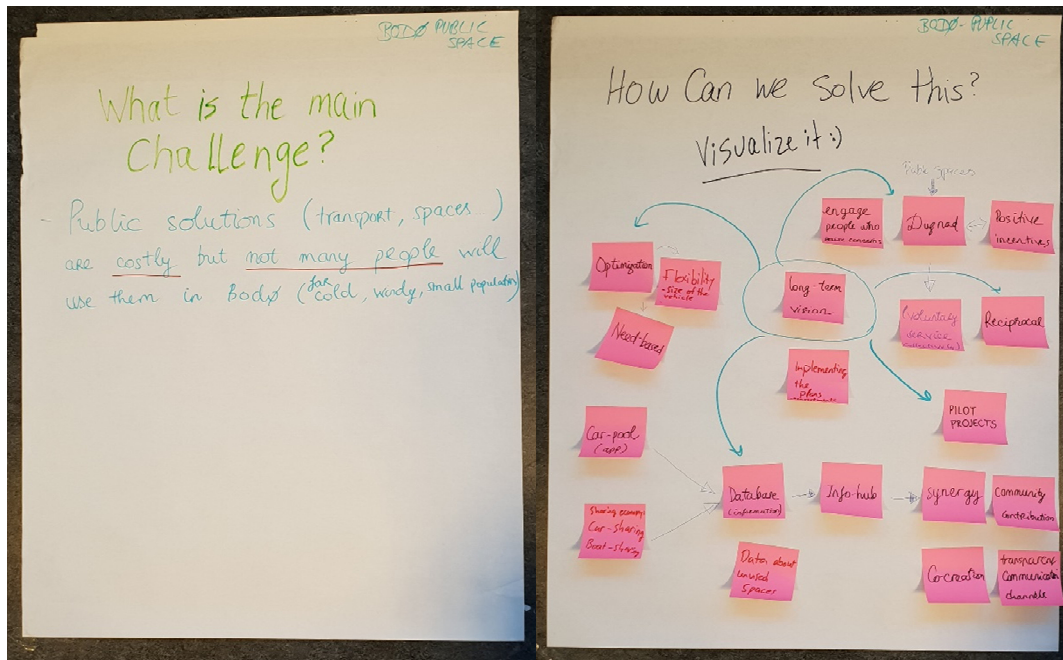 BODØ PUBLIC
SPACE
What is the main
Challenge?
- Public solutions (transport, spaces)
are costly but not many people will
use them in Bodø (far, cold, windy, small population)
BODØ - PUPLIC
SPACE
How Can we Solve this?
Visualize it :)
Public Spaces
engage
people who
Dugnad
Positive
incentives
Optimization
Flexibility
- size of the
vehicle
Need-based
long-term
vision
Voluntary
service
Reciprocal
Implementing
the
plans
PILOT
PROJECTS
Car-pool
(app)
Database
(information)
Info-hub
Synergy
Community
contribution
Sharing economy
Car-sharing
Boat-sharing
Data about
unused
spaces
Co-creation
transparent
Communication
channels